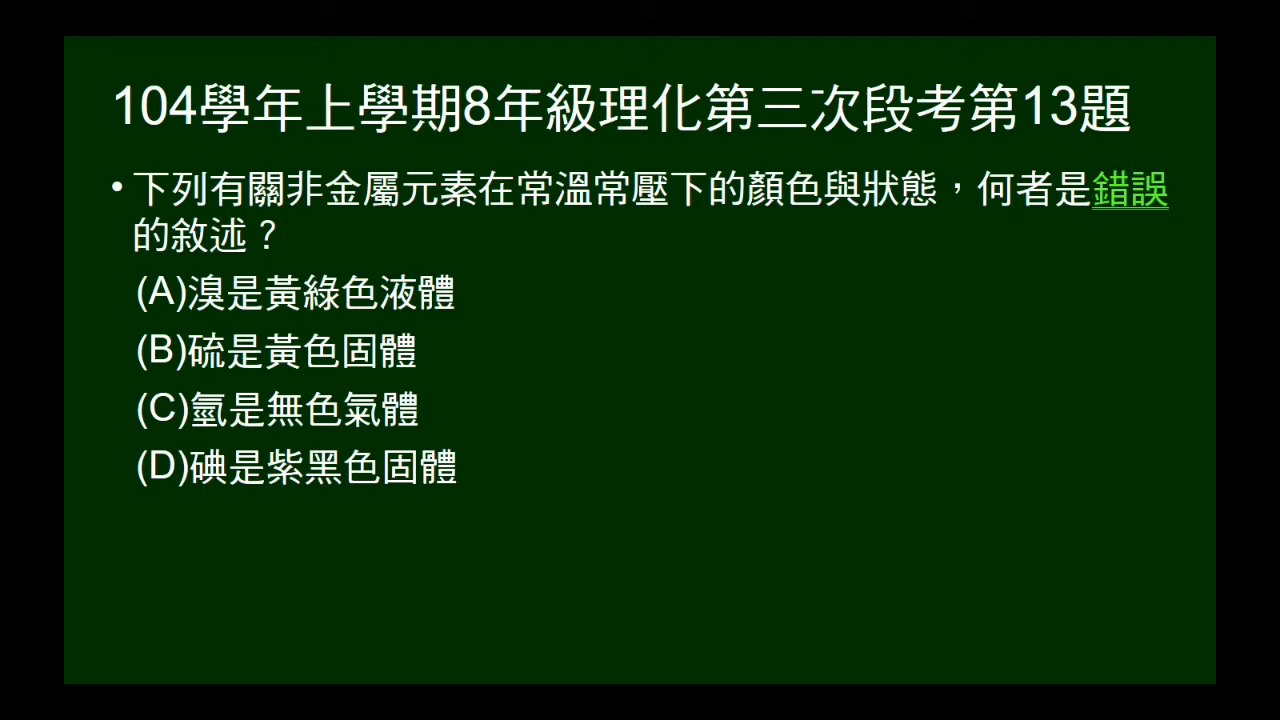 104學年上學期8年級理化第三次段考第13題
•下列有關非金屬元素在常溫常壓下的顏色與狀態，何者是錯誤
的敘述？
(A)溴是黃綠色液體
(B)硫是黃色固體
(C)氫是無色氣體
(D)碘是紫黑色固體